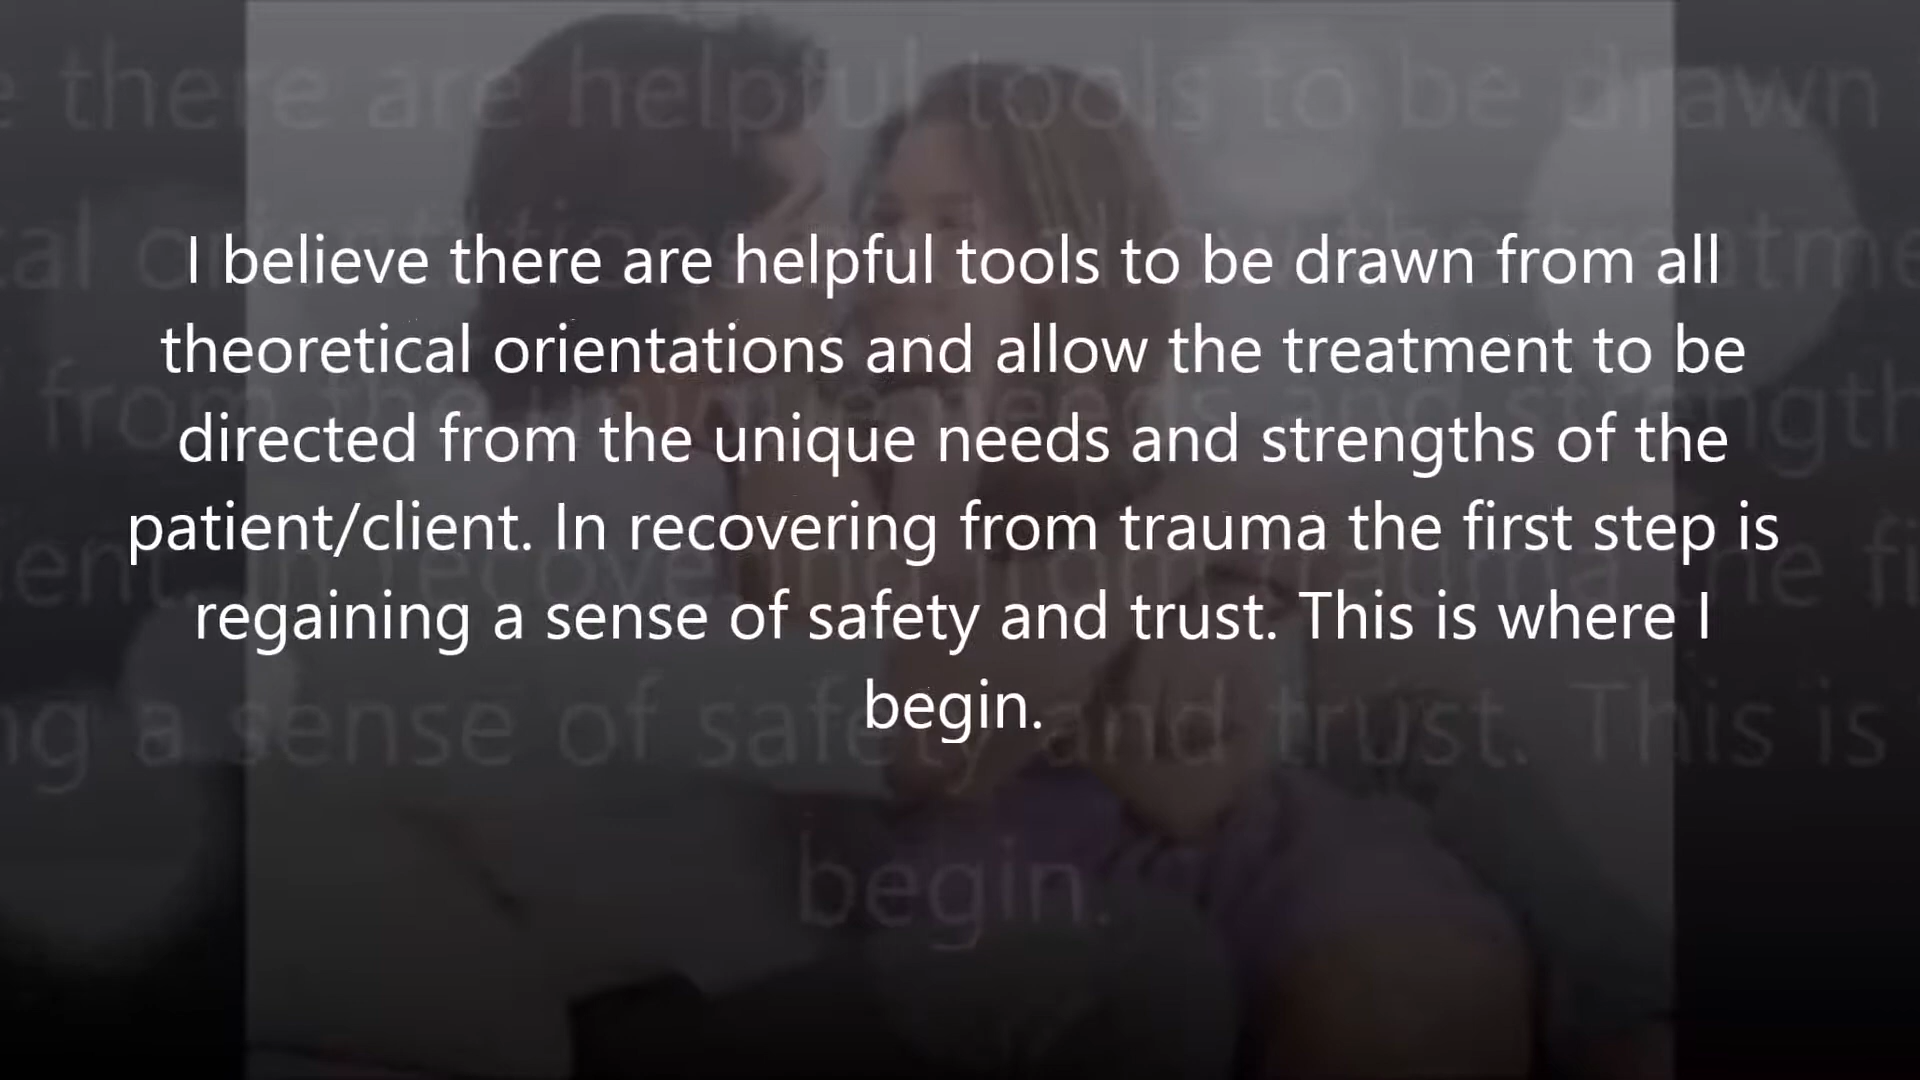 I believe there are helpful tools to be drawn from all
theoretical orientations and allow the treatment to be
directed from the unique needs and strengths of the
patient/client. In recovering from trauma the first step is
regaining a sense of safety and trust. This is where I
begin.